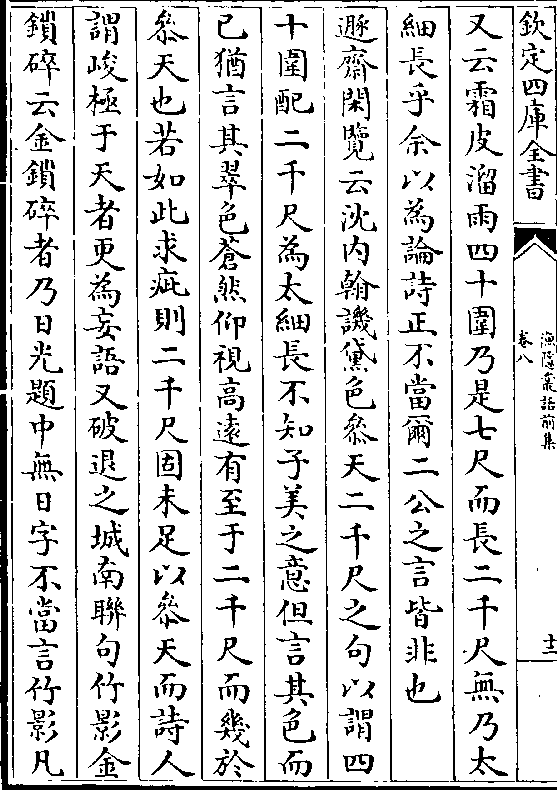 欽定四庫全書
漁隱叢話前集
卷八
十二
又云霜皮溜雨四十圍乃是七尺而長二千尺無乃太
細長乎余以為論詩正不當爾二公之言皆非也
遯齋閑覽云沈内翰譏黛色叅天二千尺之句以謂四
十圍配二千尺為太細長不知子美之意但言其色而
已猶言其翠色蒼然仰視高遠有至于二千尺而幾於
叅天也若如此求疵則二千尺固未足以叅天而詩人
謂峻極于天者更為妄語又破退之城南聯句竹影金
鎖碎云金鎖碎者乃日光題中無日字不當言竹影凡